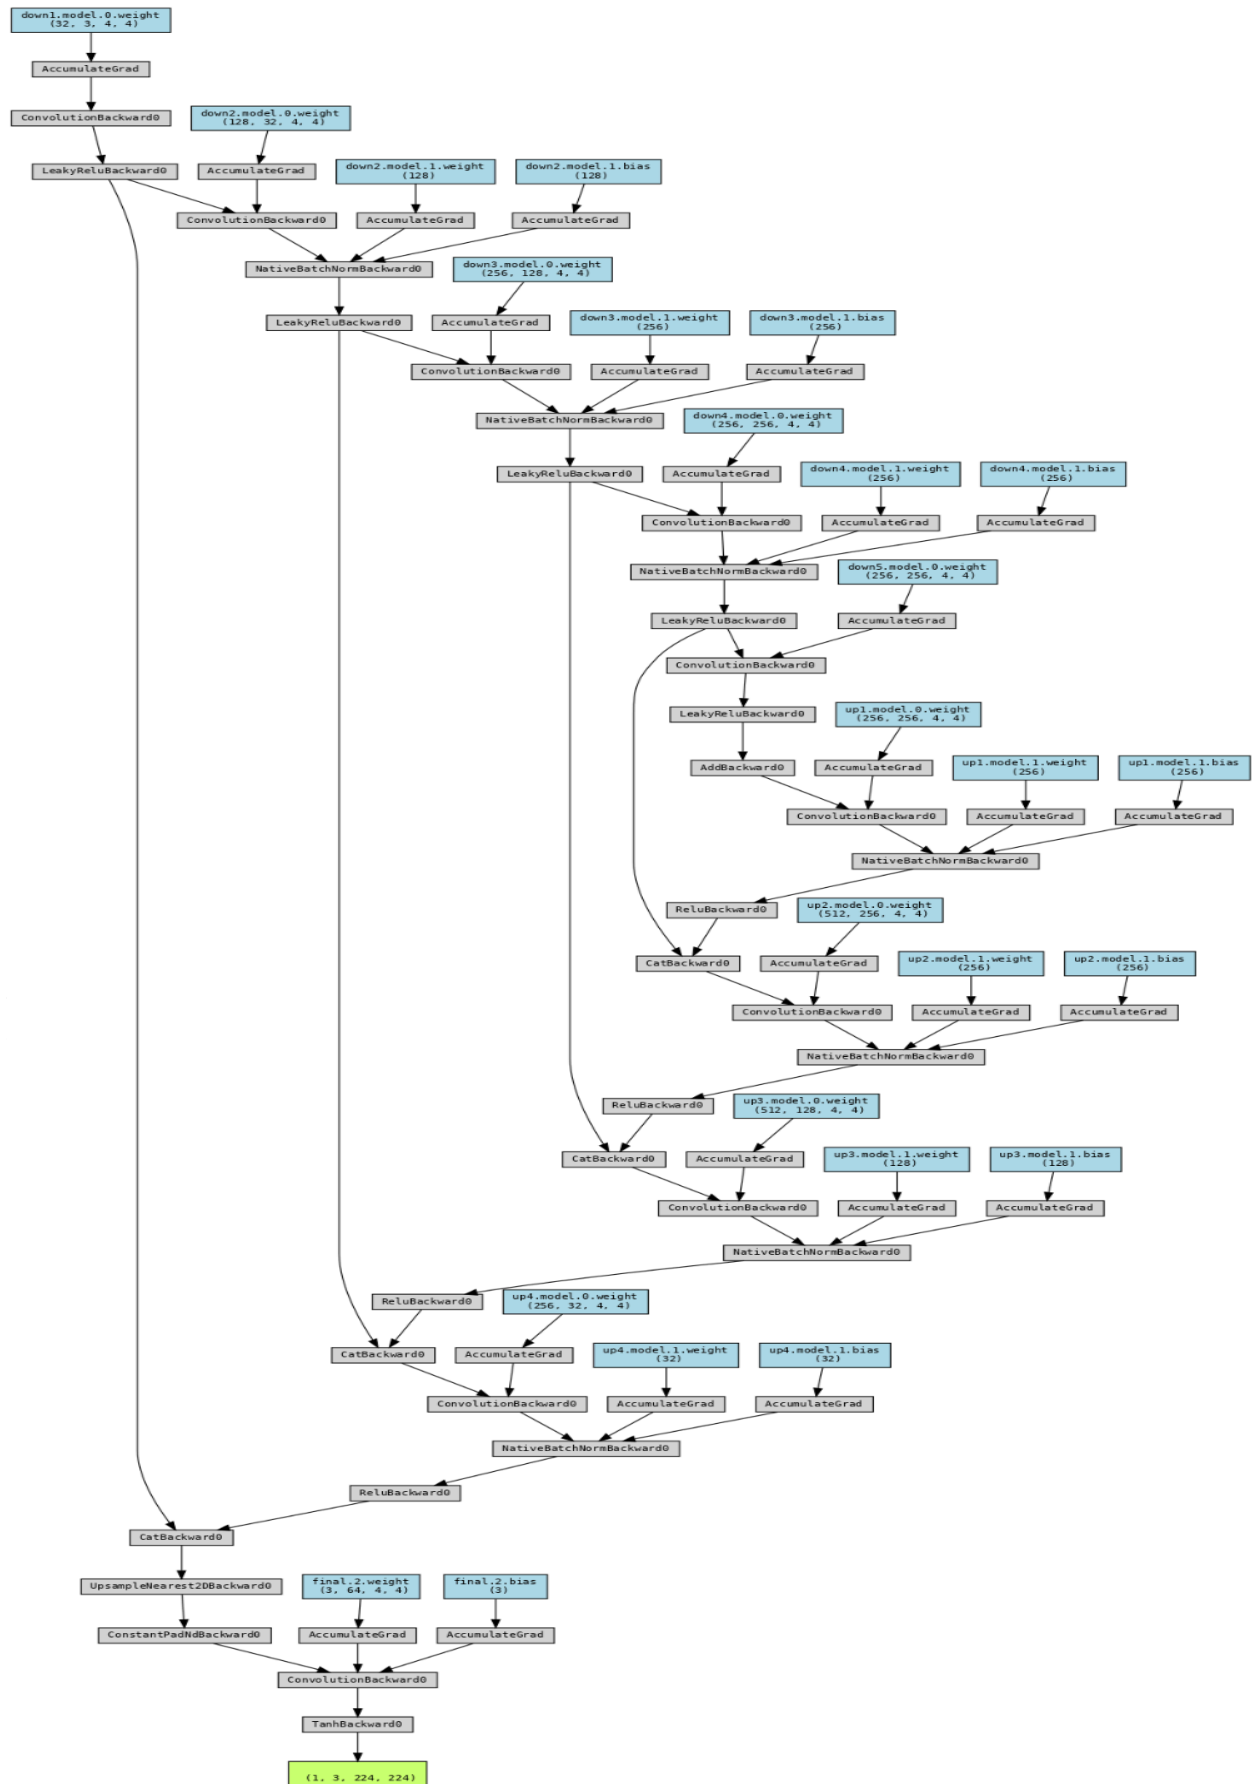 down1.model.0.weight
(32, 3, 4, 4)
AccumulateGrad
ConvolutionBackward0
down2.model.0.weight
(128, 32, 4, 4)
LeakyReluBackward0
AccumulateGrad
down2.model.1.weight
(128)
down2.model.1.bias
(128)
ConvolutionBackward0
AccumulateGrad
AccumulateGrad
NativeBatchNormBackward0
down3.model.0.weight
(256, 128, 4, 4)
LeakyReluBackward0
AccumulateGrad
down3.model.1.weight
(256)
down3.model.1.bias
(256)
ConvolutionBackward0
AccumulateGrad
AccumulateGrad
NativeBatchNormBackward0
down4.model.0.weight
(256, 256, 4, 4)
LeakyReluBackward0
AccumulateGrad
down4.model.1.weight
(256)
down4.model.1.bias
(256)
ConvolutionBackward0
AccumulateGrad
AccumulateGrad
NativeBatchNormBackward0
down5.model.0.weight
(256, 256, 4, 4)
LeakyReluBackward0
AccumulateGrad
ConvolutionBackward0
LeakyReluBackward0
up1.model.0.weight
(256, 256, 4, 4)
AddBackward0
AccumulateGrad
up1.model.1.weight
(256)
up1.model.1.bias
(256)
ConvolutionBackward0
AccumulateGrad
AccumulateGrad
NativeBatchNormBackward0
ReluBackward0
up2.model.0.weight
(512, 256, 4, 4)
CatBackward0
AccumulateGrad
up2.model.1.weight
(256)
up2.model.1.bias
(256)
ConvolutionBackward0
AccumulateGrad
AccumulateGrad
NativeBatchNormBackward0
ReluBackward0
up3.model.0.weight
(512, 128, 4, 4)
CatBackward0
AccumulateGrad
up3.model.1.weight
(128)
up3.model.1.bias
(128)
ConvolutionBackward0
AccumulateGrad
AccumulateGrad
NativeBatchNormBackward0
ReluBackward0
up4.model.0.weight
(256, 32, 4, 4)
CatBackward0
AccumulateGrad
up4.model.1.weight
(32)
up4.model.1.bias
(32)
ConvolutionBackward0
AccumulateGrad
AccumulateGrad
NativeBatchNormBackward0
ReluBackward0
CatBackward0
UpsampleNearest2DBackward0
final.2.weight
(3, 64, 4, 4)
final.2.bias
(3)
ConstantPadNdBackward0
AccumulateGrad
AccumulateGrad
ConvolutionBackward0
TanhBackward0
(1, 3, 224, 224)